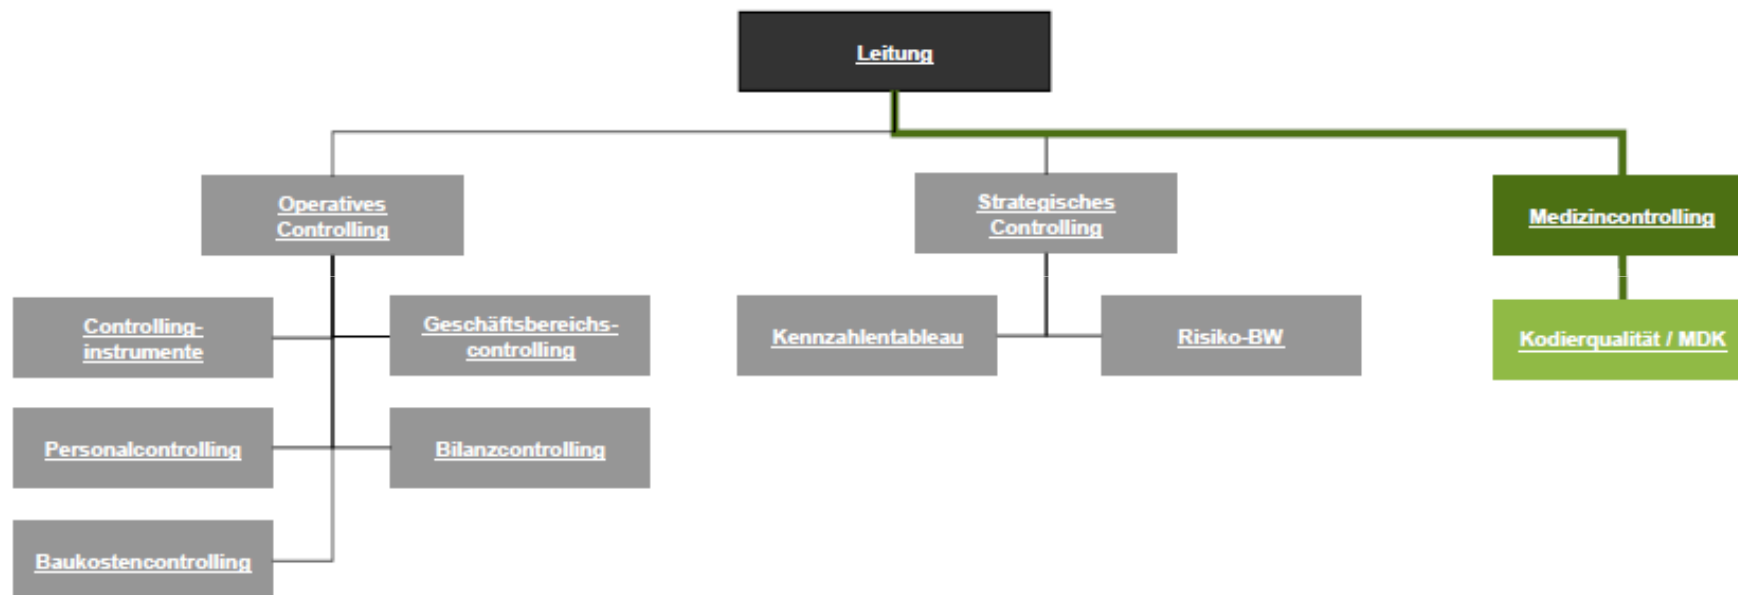 Leitung
Operatives
Controlling
Strategisches
Controlling
Medizincontrolling
Controlling-
instrumente
Geschäftsbereichs-
controlling
Kennzahlentableau
Risiko-BW
Kodierqualität / MDK
Personalcontrolling
Bilanzcontrolling
Baukostencontrolling